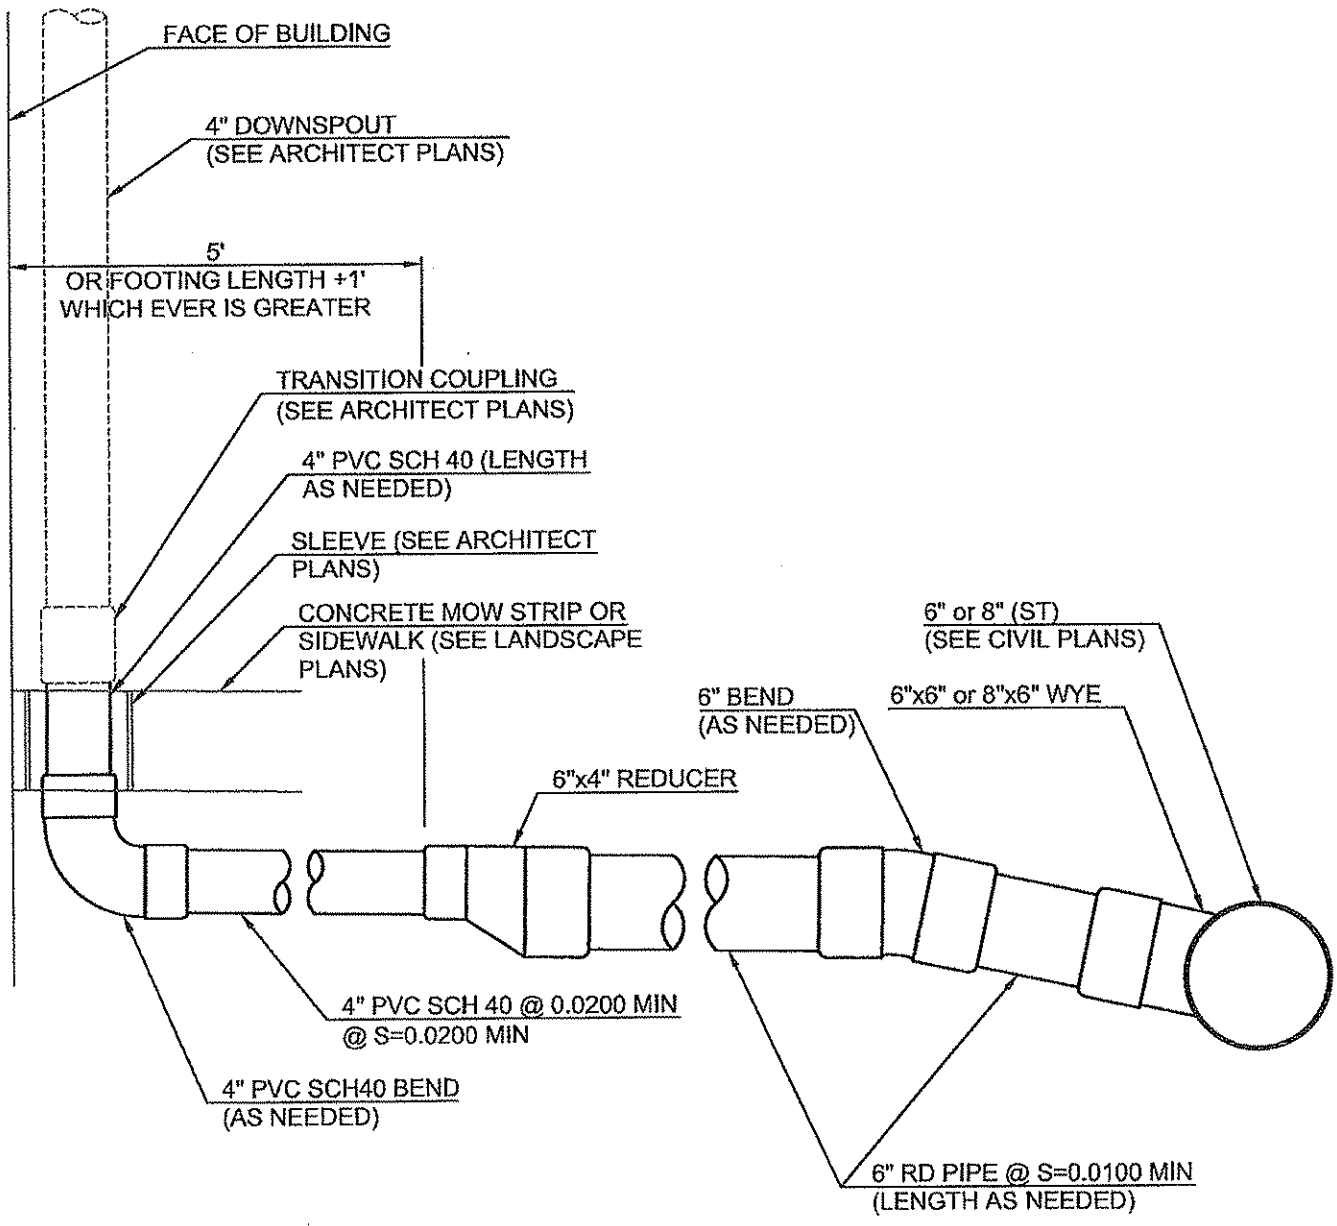 FACE OF BUILDING
4" DOWNSPOUT
(SEE ARCHITECT PLANS)
5'
OR FOOTING LENGTH +1'
WHICH EVER IS GREATER
TRANSITION COUPLING
(SEE ARCHITECT PLANS)
4" PVC SCH 40 (LENGTH
AS NEEDED)
SLEEVE (SEE ARCHITECT
PLANS)
CONCRETE MOW STRIP OR
SIDEWALK (SEE LANDSCAPE
PLANS)
6" or 8" (ST)
(SEE CIVIL PLANS)
6" BEND
(AS NEEDED)
6"x6" or 8"x6" WYE
6"x4" REDUCER
4" PVC SCH 40 @ 0.0200 MIN
@ S=0.0200 MIN
4" PVC SCH40 BEND
(AS NEEDED)
6" RD PIPE @ S=0.0100 MIN
(LENGTH AS NEEDED)